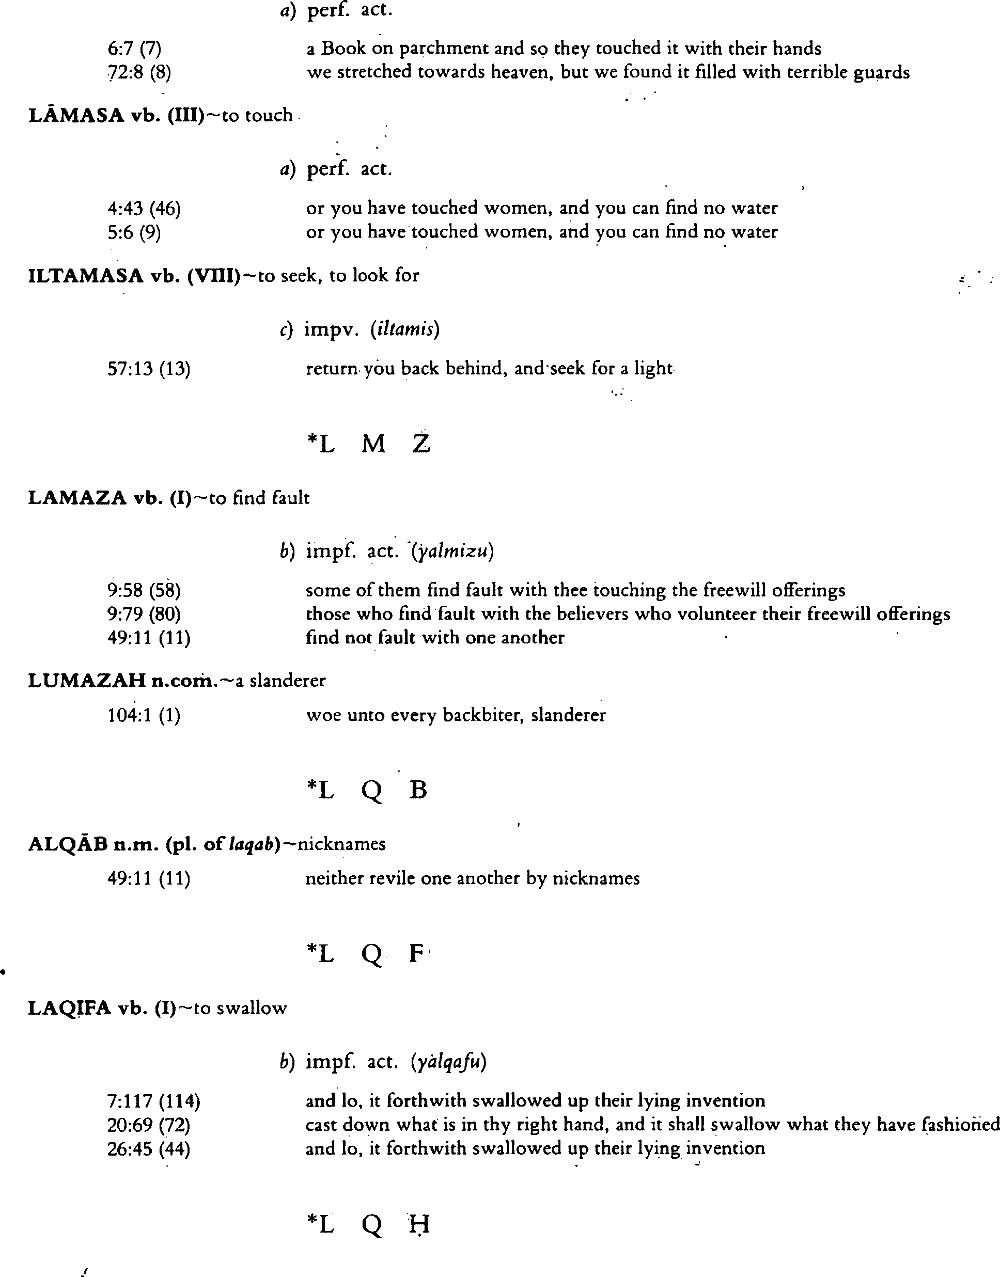 a) perf. act.
6:7 (7) a Book on parchment and so they touched it with their hands
72:8 (8) we stretched towards heaven, but we found it filled with terrible guards
LĀMASA vb. (III)~to touch
a) perf. act.
4:43 (46) or you have touched women, and you can find no water
5:6 (9) or you have touched women, and you can find no water
ILTAMASA vb. (VIII)~to seek, to look for
c) impv. (iltamis)
57:13 (13) return you back behind, and seek for a light
*L M Z
LAMAZA vb. (I)~to find fault
b) impf. act. (yalmizu)
9:58 (58) some of them find fault with thee touching the freewill offerings
9:79 (80) those who find fault with the believers who volunteer their freewill offerings
49:11 (11) find not fault with one another
LUMAZAH n.com.~a slanderer
104:1 (1) woe unto every backbiter, slanderer
*L Q B
ALQĀB n.m. (pl. of laqab)~nicknames
49:11 (11) neither revile one another by nicknames
*L Q F
LAQIFA vb. (I)~to swallow
b) impf. act. (yalqafu)
7:117 (114) and lo, it forthwith swallowed up their lying invention
20:69 (72) cast down what is in thy right hand, and it shall swallow what they have fashioned
26:45 (44) and lo, it forthwith swallowed up their lying invention
*L Q Ḥ